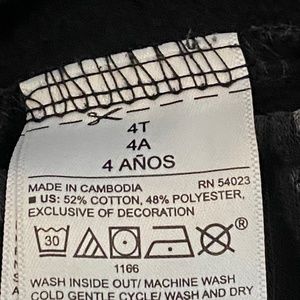 4T
4A
4 AÑOS
MADE IN CAMBODIA RN 54023
■ US: 52% COTTON, 48% POLYESTER,
EXCLUSIVE OF DECORATION
30
1166
WASH INSIDE OUT/ MACHINE WASH
COLD GENTLE CYCLE/ WASH AND DRY